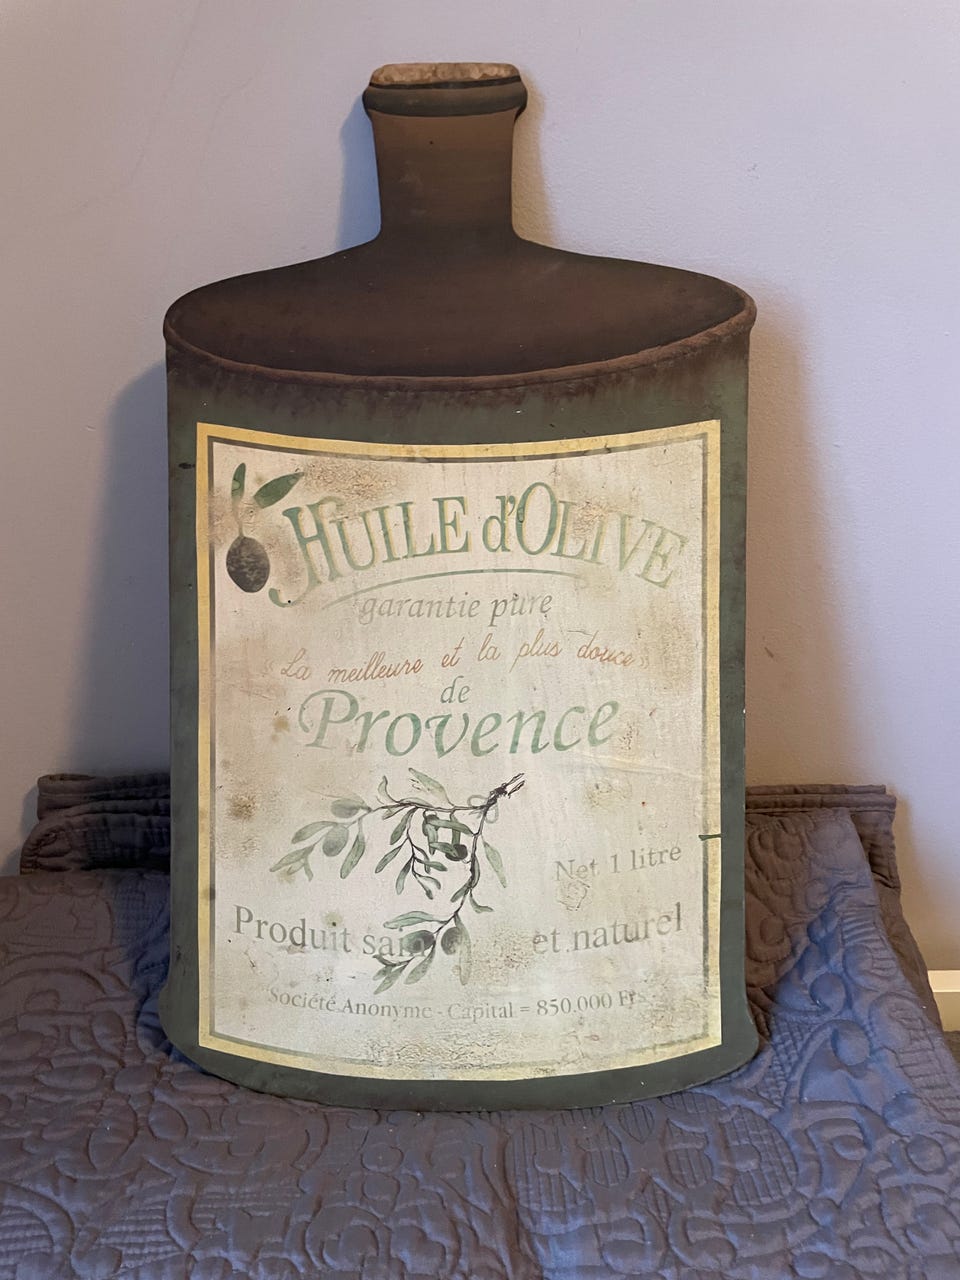 HUILE d'OLIVE
garantie pure
«La meilleure et la plus douce»
de
Provence
Net 1 litre
Produit sain et naturel
Société Anonyme - Capital = 850.000 Frs